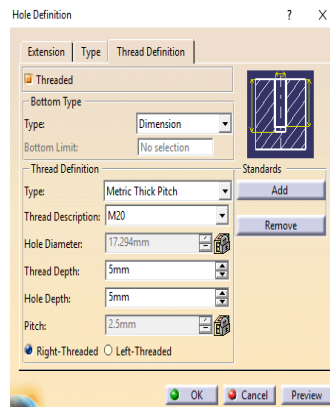 Hole Definition ? X
Extension Type Thread Definition
Threaded
Bottom Type
Type: Dimension
Bottom Limit: No selection
Thread Definition Standards
Type: Metric Thick Pitch Add
Thread Description: M20 Remove
Hole Diameter: 17.294mm
Thread Depth: 5mm
Hole Depth: 5mm
Pitch: 2.5mm
Right-Threaded Left-Threaded
OK Cancel Preview